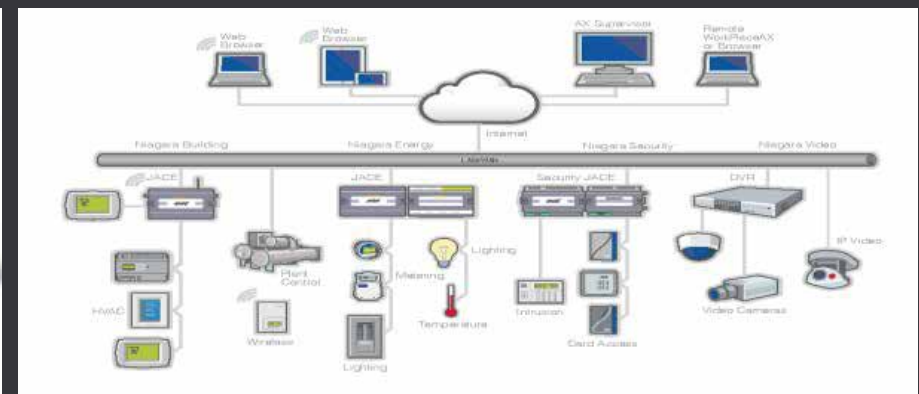 Web
Browser
Web
Browser
AX Supervisor
Remote
WorkPlaceAX
or Browser
Internet
Niagara Building
Niagara Energy
Niagara Security
Niagara Video
LAN/WAN
JACE
JACE
Security JACE
DVR
HVAC
Plant
Control
Wireless
Metering
Lighting
Lighting
Temperature
Intrusion
Card Access
Video Cameras
IP Video